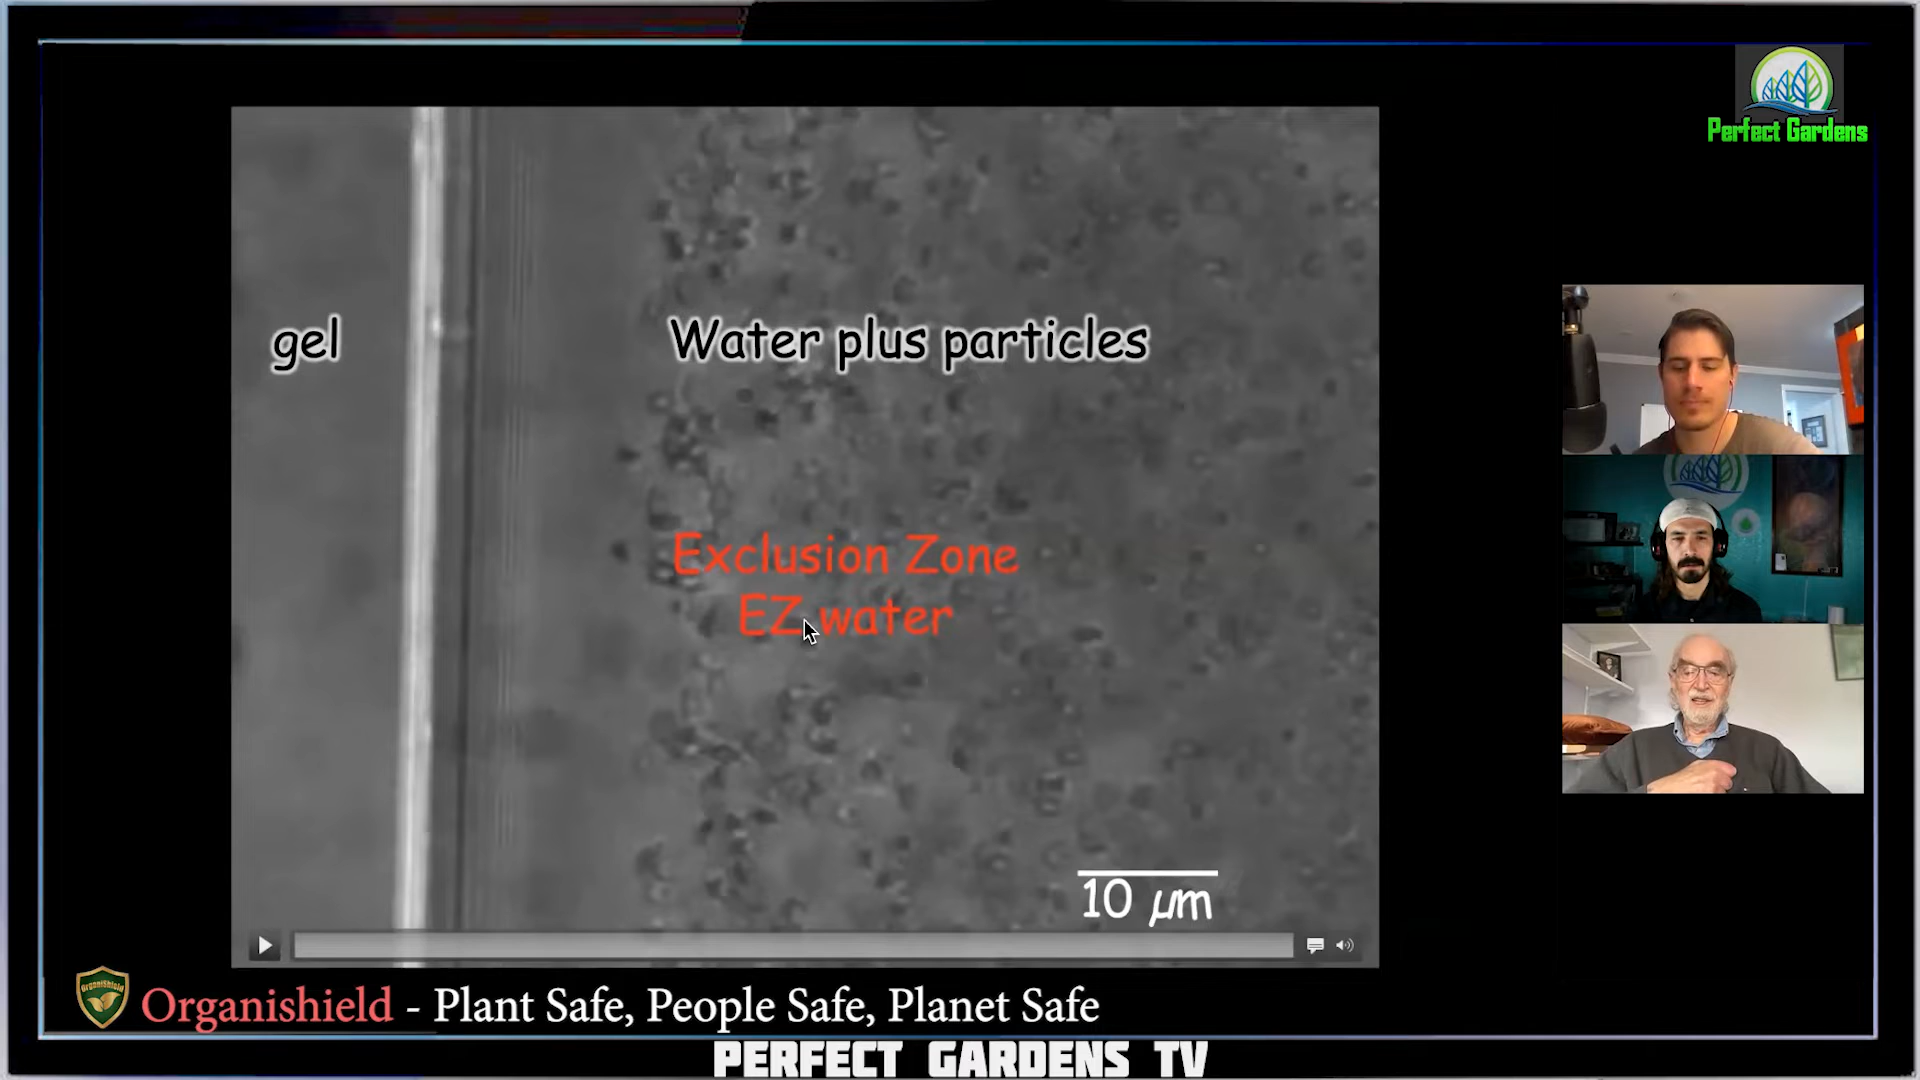 Perfect Gardens
gel
Water plus particles
Exclusion Zone
EZ water
10 μm
Organishield
Organishield - Plant Safe, People Safe, Planet Safe
PERFECT GARDENS TV